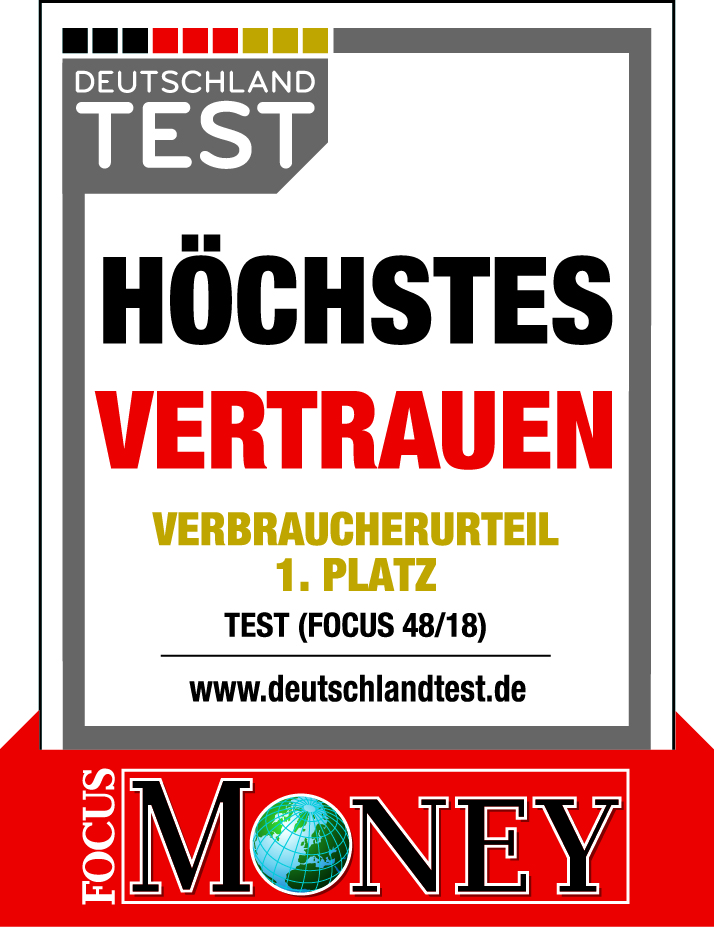 DEUTSCHLAND
TEST
HÖCHSTES
VERTRAUEN
VERBRAUCHERURTEIL
1. PLATZ
TEST (FOCUS 48/18)
www.deutschlandtest.de
FOCUS
MONEY